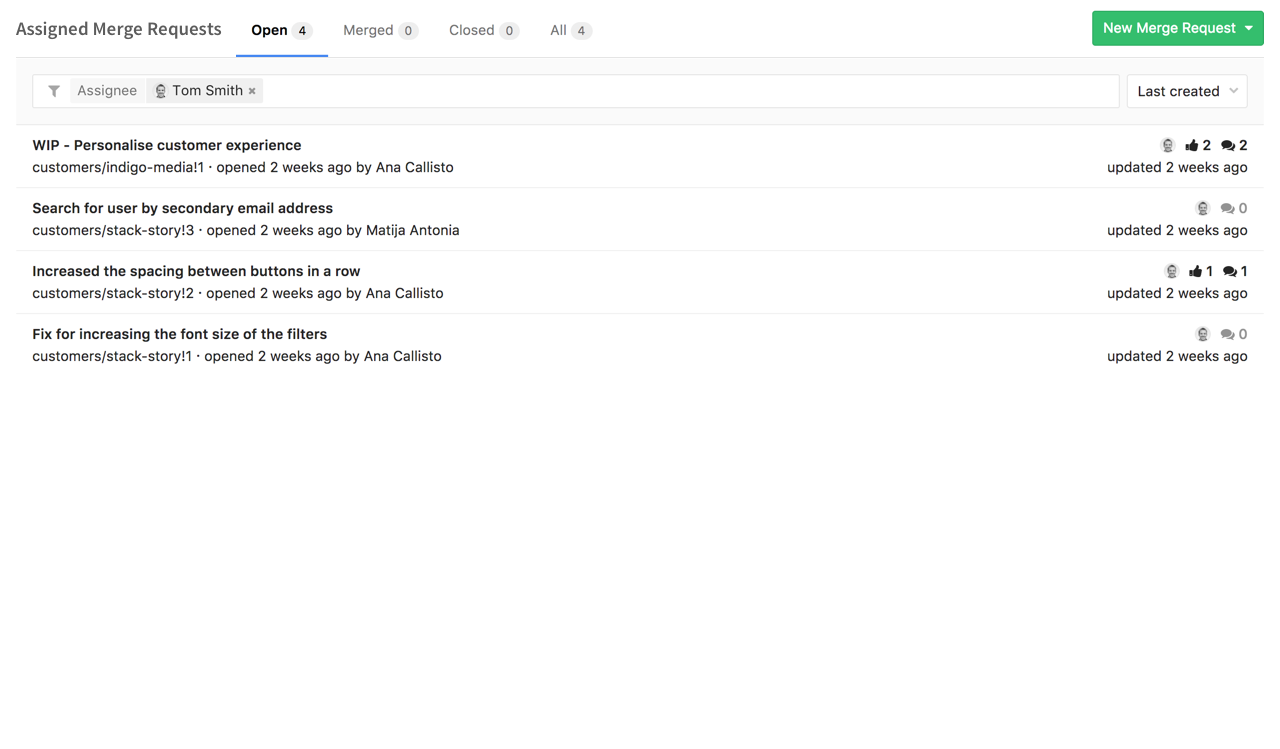 Assigned Merge Requests Open 4 Merged 0 Closed 0 All 4 New Merge Request
Assignee Tom Smith × Last created
WIP - Personalise customer experience 2 2
customers/indigo-media!1 · opened 2 weeks ago by Ana Callisto updated 2 weeks ago
Search for user by secondary email address 0
customers/stack-story!3 · opened 2 weeks ago by Matija Antonia updated 2 weeks ago
Increased the spacing between buttons in a row 1 1
customers/stack-story!2 · opened 2 weeks ago by Ana Callisto updated 2 weeks ago
Fix for increasing the font size of the filters 0
customers/stack-story!1 · opened 2 weeks ago by Ana Callisto updated 2 weeks ago